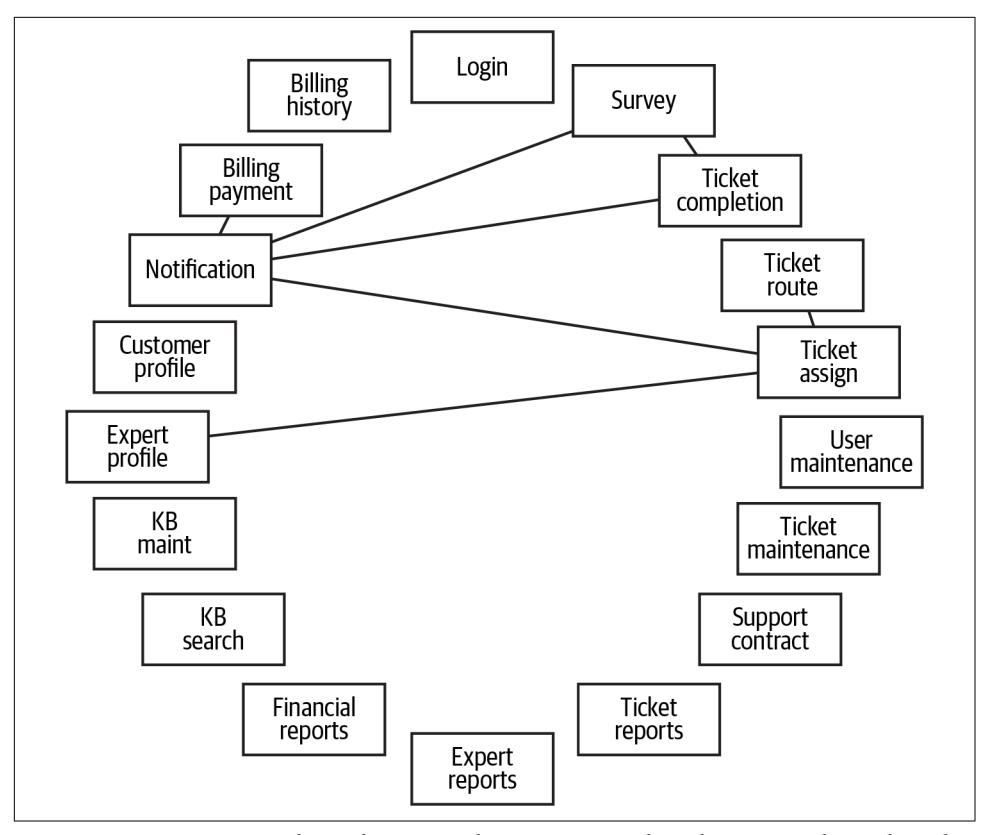 Login
Billing
history
Survey
Billing
payment
Ticket
completion
Notification
Ticket
route
Customer
profile
Ticket
assign
Expert
profile
User
maintenance
KB
maint
Ticket
maintenance
KB
search
Support
contract
Financial
reports
Ticket
reports
Expert
reports